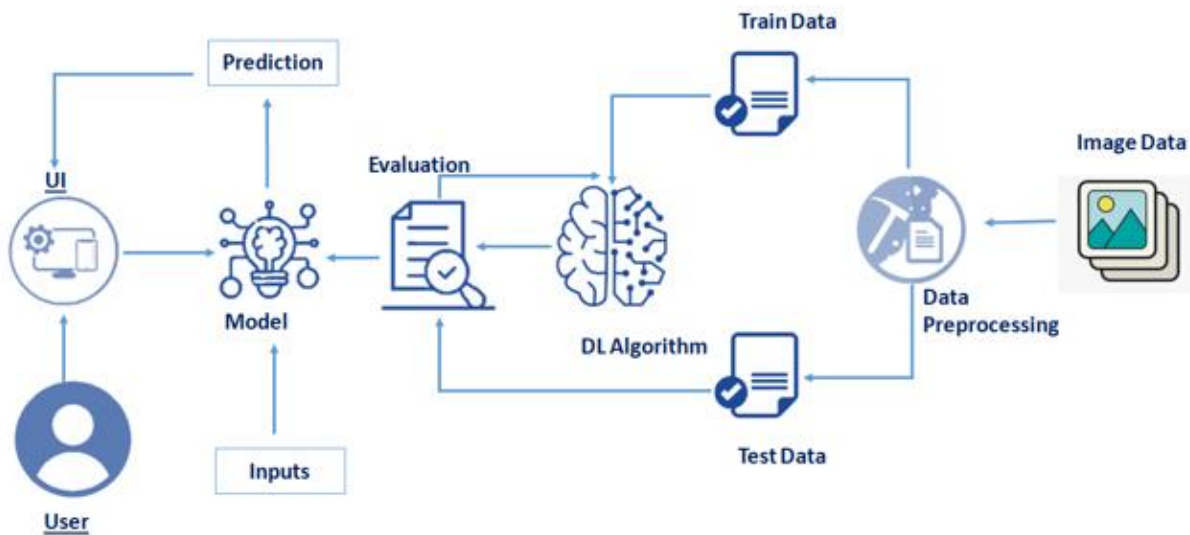 Train Data
Prediction
Image Data
Evaluation
UI
Data
Preprocessing
Model
DL Algorithm
Test Data
Inputs
User